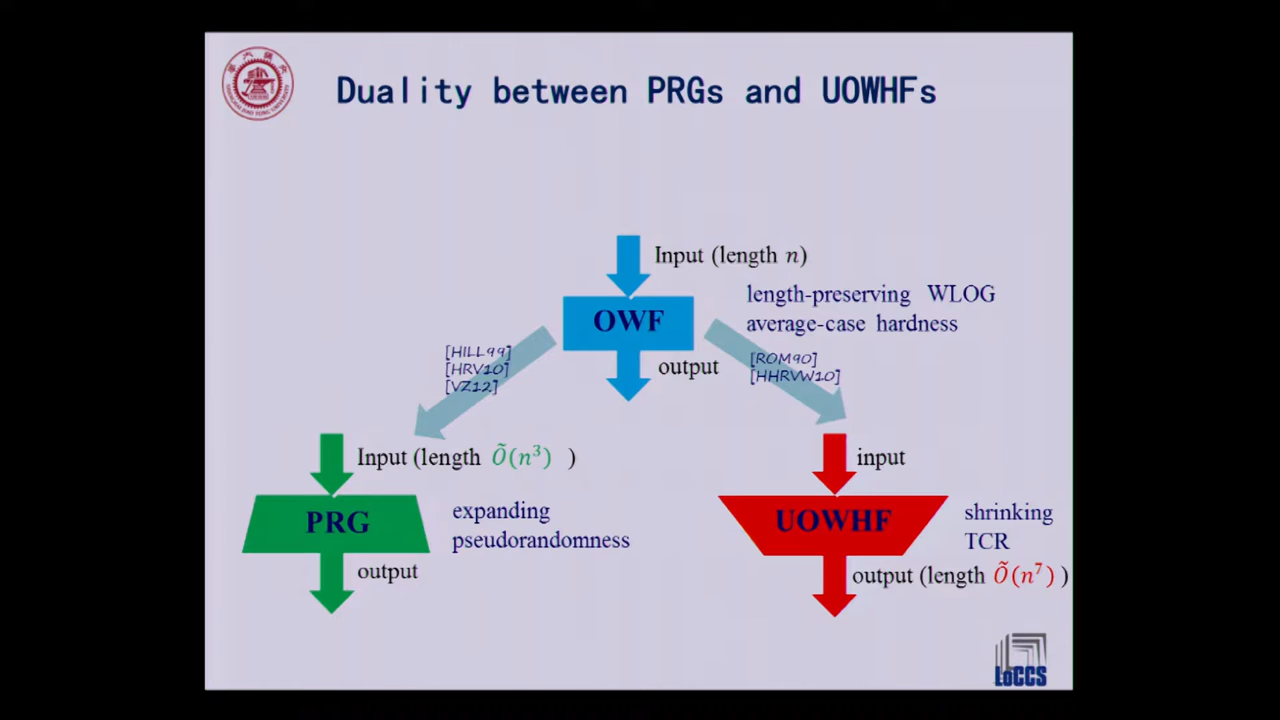 Duality between PRGs and UOWHFs
Input (length n)
OWF
length-preserving WLOG
average-case hardness
output
[HILL99]
[HRV10]
[VZ12]
[ROM90]
[HHRVW10]
Input (length Õ(n³) )
PRG
expanding
pseudorandomness
output
input
UOWHF
shrinking
TCR
output (length Õ(n⁷) )
LoCCS